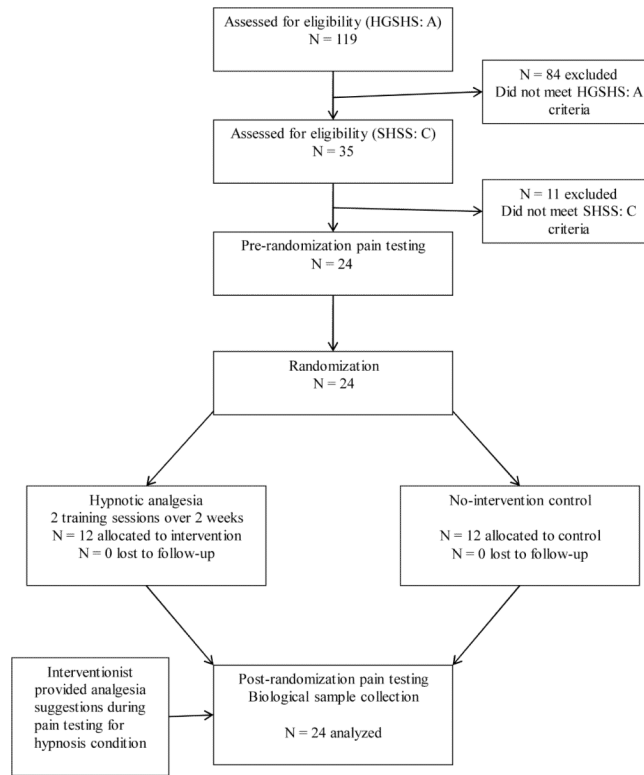 Assessed for eligibility (HGSHS: A)
N = 119
N = 84 excluded
Did not meet HGSHS: A
criteria
Assessed for eligibility (SHSS: C)
N = 35
N = 11 excluded
Did not meet SHSS: C
criteria
Pre-randomization pain testing
N = 24
Randomization
N = 24
Hypnotic analgesia
2 training sessions over 2 weeks
N = 12 allocated to intervention
N = 0 lost to follow-up
No-intervention control
N = 12 allocated to control
N = 0 lost to follow-up
Interventionist
provided analgesia
suggestions during
pain testing for
hypnosis condition
Post-randomization pain testing
Biological sample collection
N = 24 analyzed